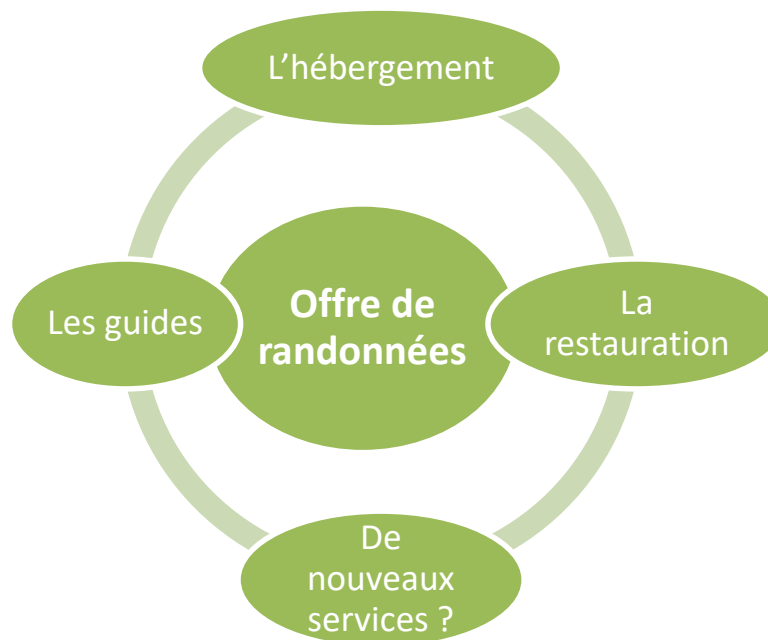 L’hébergement
Les guides
Offre de
randonnées
La
restauration
De
nouveaux
services ?